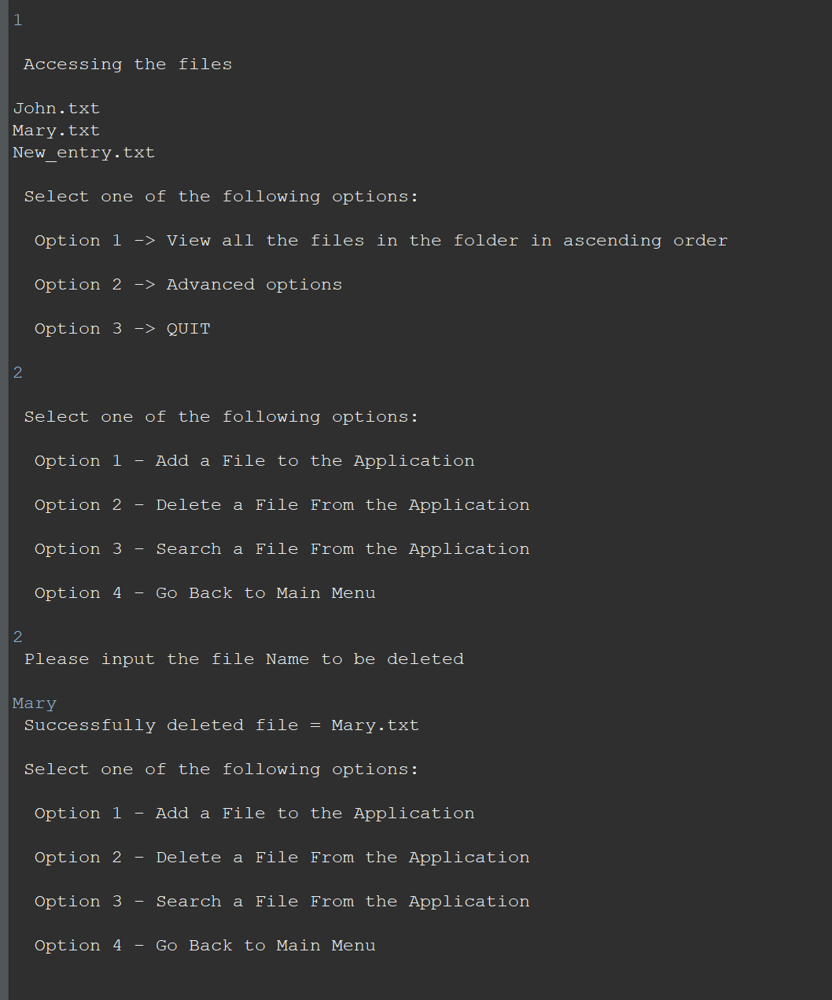 1
Accessing the files
John.txt
Mary.txt
New_entry.txt
Select one of the following options:
Option 1 -> View all the files in the folder in ascending order
Option 2 -> Advanced options
Option 3 -> QUIT
2
Select one of the following options:
Option 1 - Add a File to the Application
Option 2 - Delete a File From the Application
Option 3 - Search a File From the Application
Option 4 - Go Back to Main Menu
2
Please input the file Name to be deleted
Mary
Successfully deleted file = Mary.txt
Select one of the following options:
Option 1 - Add a File to the Application
Option 2 - Delete a File From the Application
Option 3 - Search a File From the Application
Option 4 - Go Back to Main Menu